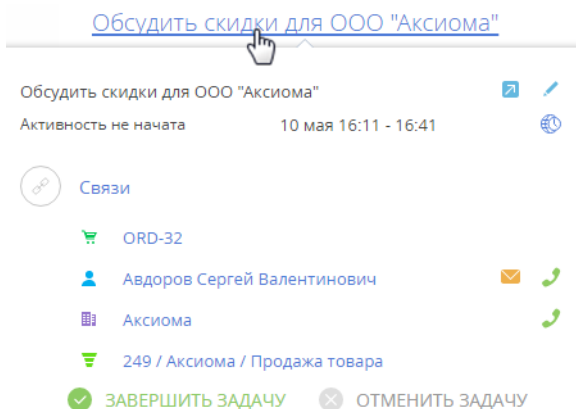 Обсудить скидки для ООО "Аксиома"
Обсудить скидки для ООО "Аксиома"
Активность не начата 10 мая 16:11 - 16:41
Связи
ORD-32
Авдоров Сергей Валентинович
Аксиома
249 / Аксиома / Продажа товара
ЗАВЕРШИТЬ ЗАДАЧУ ОТМЕНИТЬ ЗАДАЧУ